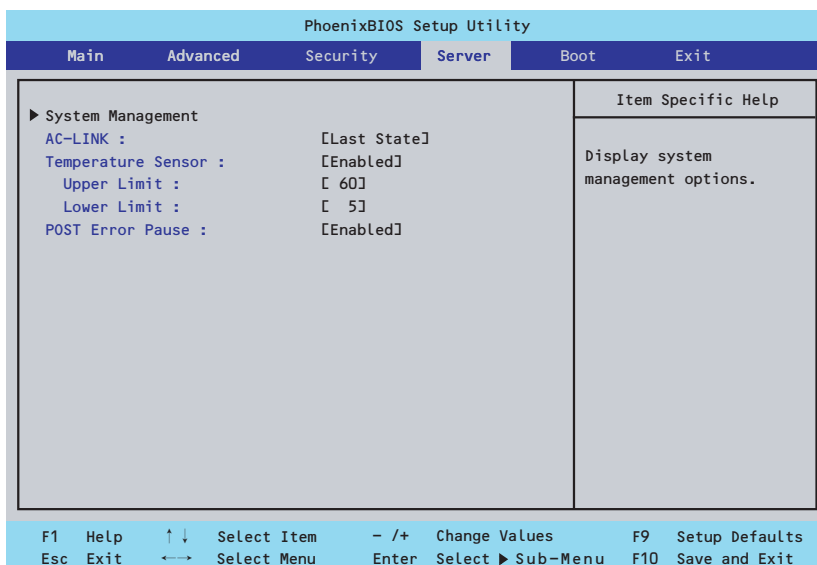 PhoenixBIOS Setup Utility
Main Advanced Security Server Boot Exit
Item Specific Help
▶ System Management
AC-LINK : [Last State]
Temperature Sensor : [Enabled]
Upper Limit : [ 60]
Lower Limit : [ 5]
POST Error Pause : [Enabled]
Display system
management options.
F1 Help ↑↓ Select Item - /+ Change Values F9 Setup Defaults
Esc Exit ←→ Select Menu Enter Select ▶ Sub-Menu F10 Save and Exit